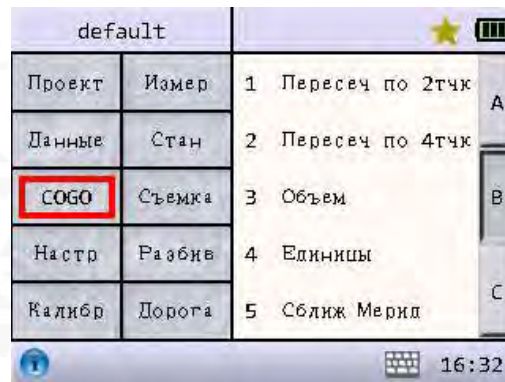 default
Проект Измер 1 Пересеч по 2тчк A
Данные Стан 2 Пересеч по 4тчк
COGO Съемка 3 Объем B
Настр Разбив 4 Единицы
Калибр Дорога 5 Сближ Мерид C
16:32